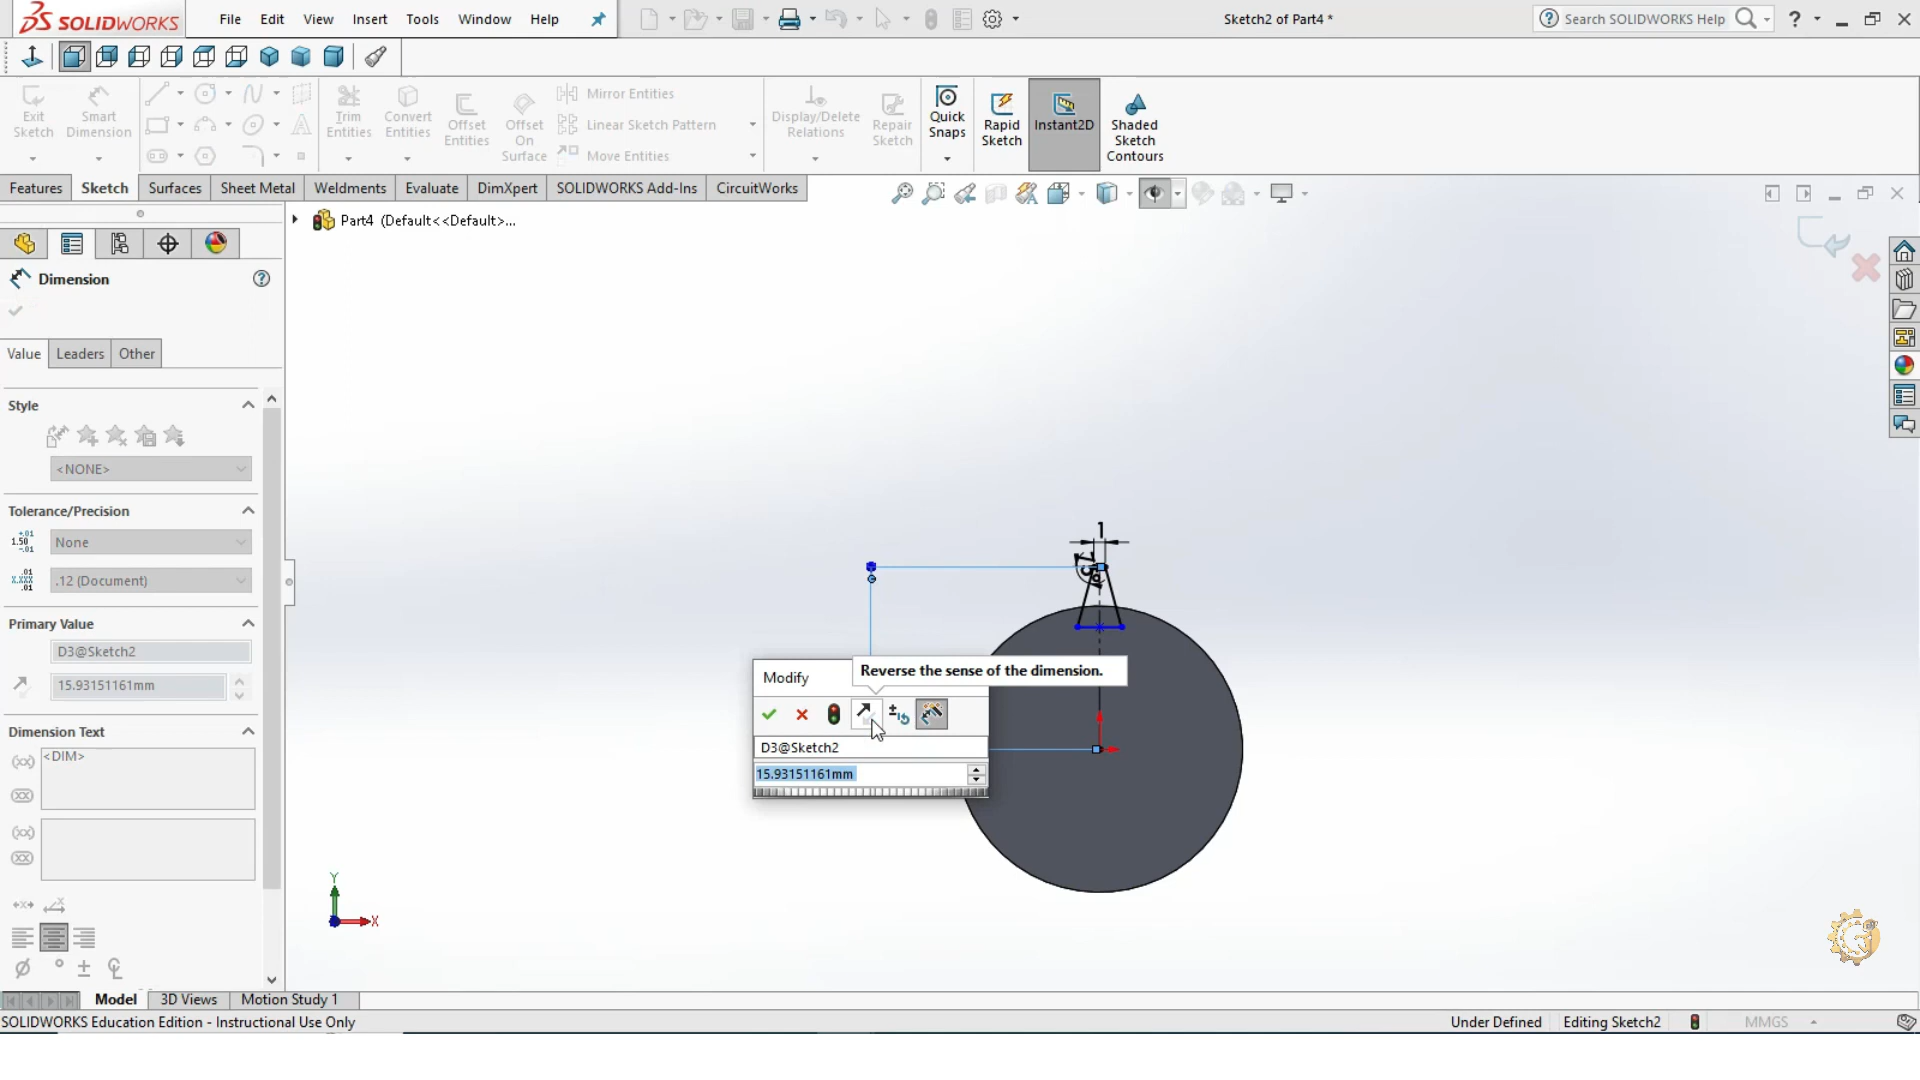 SOLIDWORKS
File Edit View Insert Tools Window Help
Sketch2 of Part4 *
Search SOLIDWORKS Help
?
Exit Sketch
Smart Dimension
Trim Entities
Convert Entities
Offset Entities
Offset On Surface
Mirror Entities
Linear Sketch Pattern
Move Entities
Display/Delete Relations
Repair Sketch
Quick Snaps
Rapid Sketch
Instant2D
Shaded Sketch Contours
Features Sketch Surfaces Sheet Metal Weldments Evaluate DimXpert SOLIDWORKS Add-Ins CircuitWorks
Part4 (Default<<Default>...
Dimension
?
Value Leaders Other
Style
<NONE>
Tolerance/Precision
None
.12 (Document)
Primary Value
D3@Sketch2
15.93151161mm
Dimension Text
<DIM>
1
75°
Modify
Reverse the sense of the dimension.
D3@Sketch2
15.93151161mm
Y
X
Model 3D Views Motion Study 1
SOLIDWORKS Education Edition - Instructional Use Only
Under Defined Editing Sketch2 MMGS